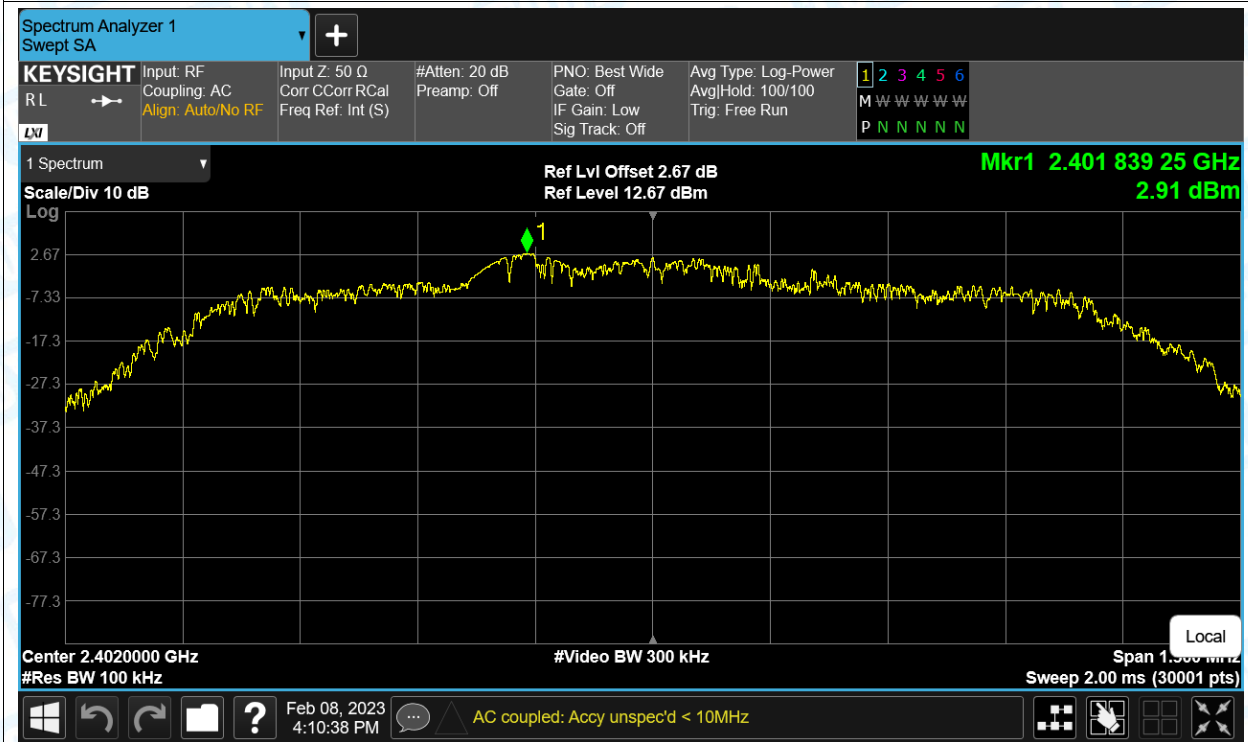 Spectrum Analyzer 1
Swept SA
+
KEYSIGHT
R L
LXI
Input: RF
Coupling: AC
Align: Auto/No RF
Input Z: 50 Ω
Corr CCorr RCal
Freq Ref: Int (S)
#Atten: 20 dB
Preamp: Off
PNO: Best Wide
Gate: Off
IF Gain: Low
Sig Track: Off
Avg Type: Log-Power
Avg|Hold: 100/100
Trig: Free Run
1 2 3 4 5 6
M W W W W W
P N N N N N
1 Spectrum
Scale/Div 10 dB
Log
Ref Lvl Offset 2.67 dB
Ref Level 12.67 dBm
Mkr1 2.401 839 25 GHz
2.91 dBm
1
2.67
-7.33
-17.3
-27.3
-37.3
-47.3
-57.3
-67.3
-77.3
Local
Center 2.4020000 GHz
#Video BW 300 kHz
Span
#Res BW 100 kHz
Sweep 2.00 ms (30001 pts)
?
Feb 08, 2023
4:10:38 PM
AC coupled: Accy unspec'd < 10MHz